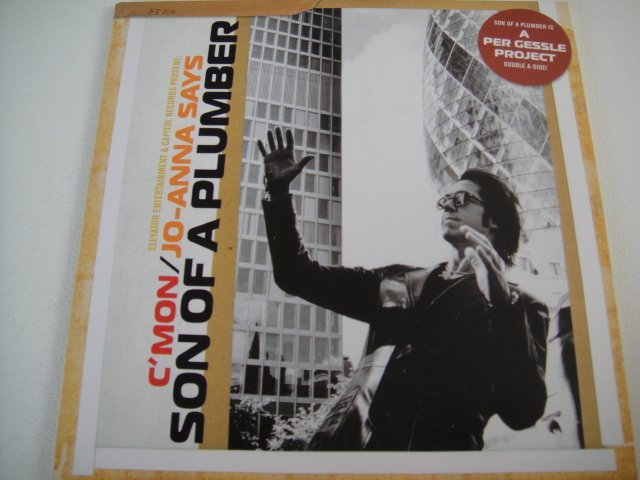 ELEVATOR ENTERTAINMENT & CAPITOL RECORDS PRESENT:
C'MON/JO-ANNA SAYS
SON OF A PLUMBER
SON OF A PLUMBER IS
A
PER GESSLE
PROJECT
DOUBLE A-SIDE!